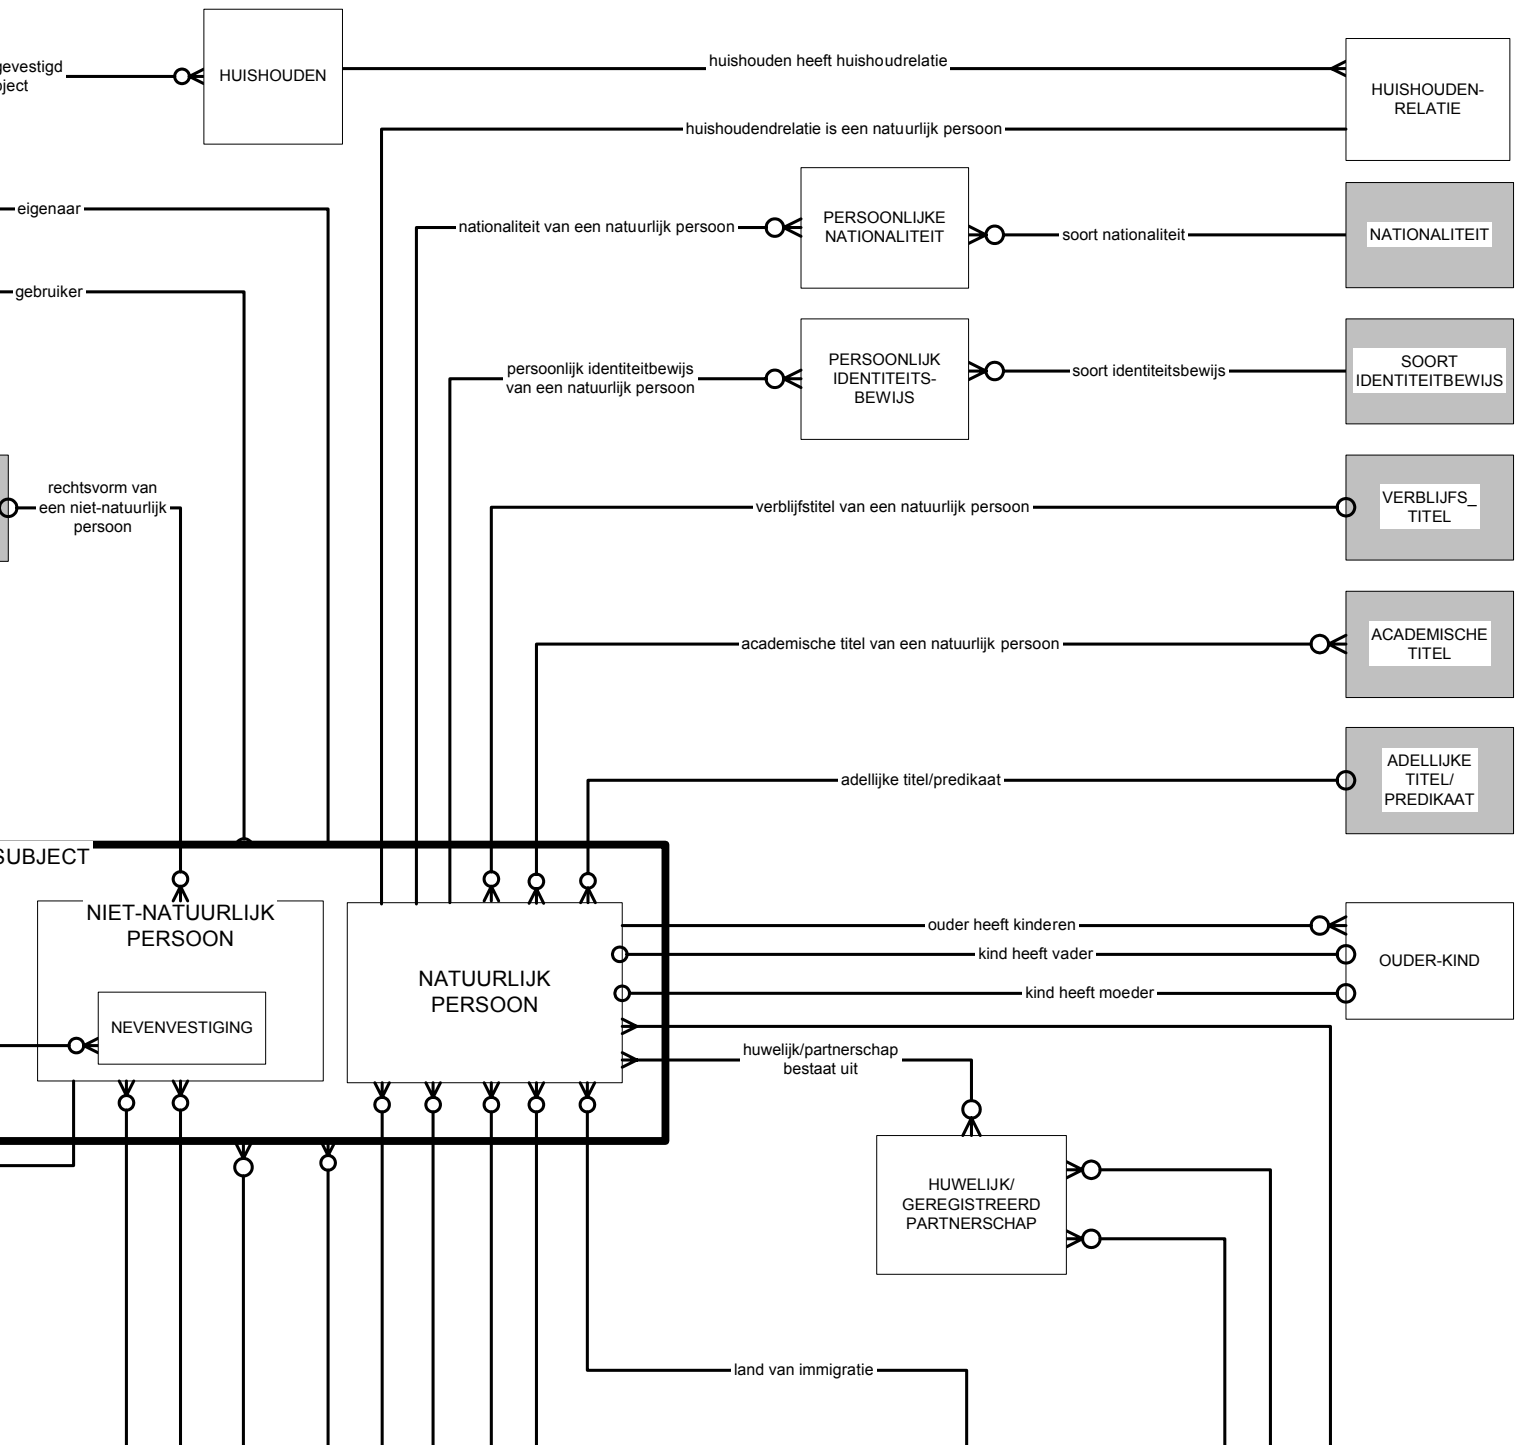 gevestigd
HUISHOUDEN
huishouden heeft huishoudrelatie
HUISHOUDEN-
RELATIE
huishoudendrelatie is een natuurlijk persoon
eigenaar
nationaliteit van een natuurlijk persoon
PERSOONLIJKE
NATIONALITEIT
soort nationaliteit
NATIONALITEIT
gebruiker
persoonlijk identiteitbewijs
van een natuurlijk persoon
PERSOONLIJK
IDENTITEITS-
BEWIJS
soort identiteitsbewijs
SOORT
IDENTITEITBEWIJS
rechtsvorm van
een niet-natuurlijk
persoon
verblijfstitel van een natuurlijk persoon
VERBLIJFS_
TITEL
academische titel van een natuurlijk persoon
ACADEMISCHE
TITEL
adellijke titel/predikaat
ADELLIJKE
TITEL/
PREDIKAAT
SUBJECT
NIET-NATUURLIJK
PERSOON
NEVENVESTIGING
NATUURLIJK
PERSOON
ouder heeft kinderen
kind heeft vader
kind heeft moeder
OUDER-KIND
huwelijk/partnerschap
bestaat uit
HUWELIJK/
GEREGISTREERD
PARTNERSCHAP
land van immigratie